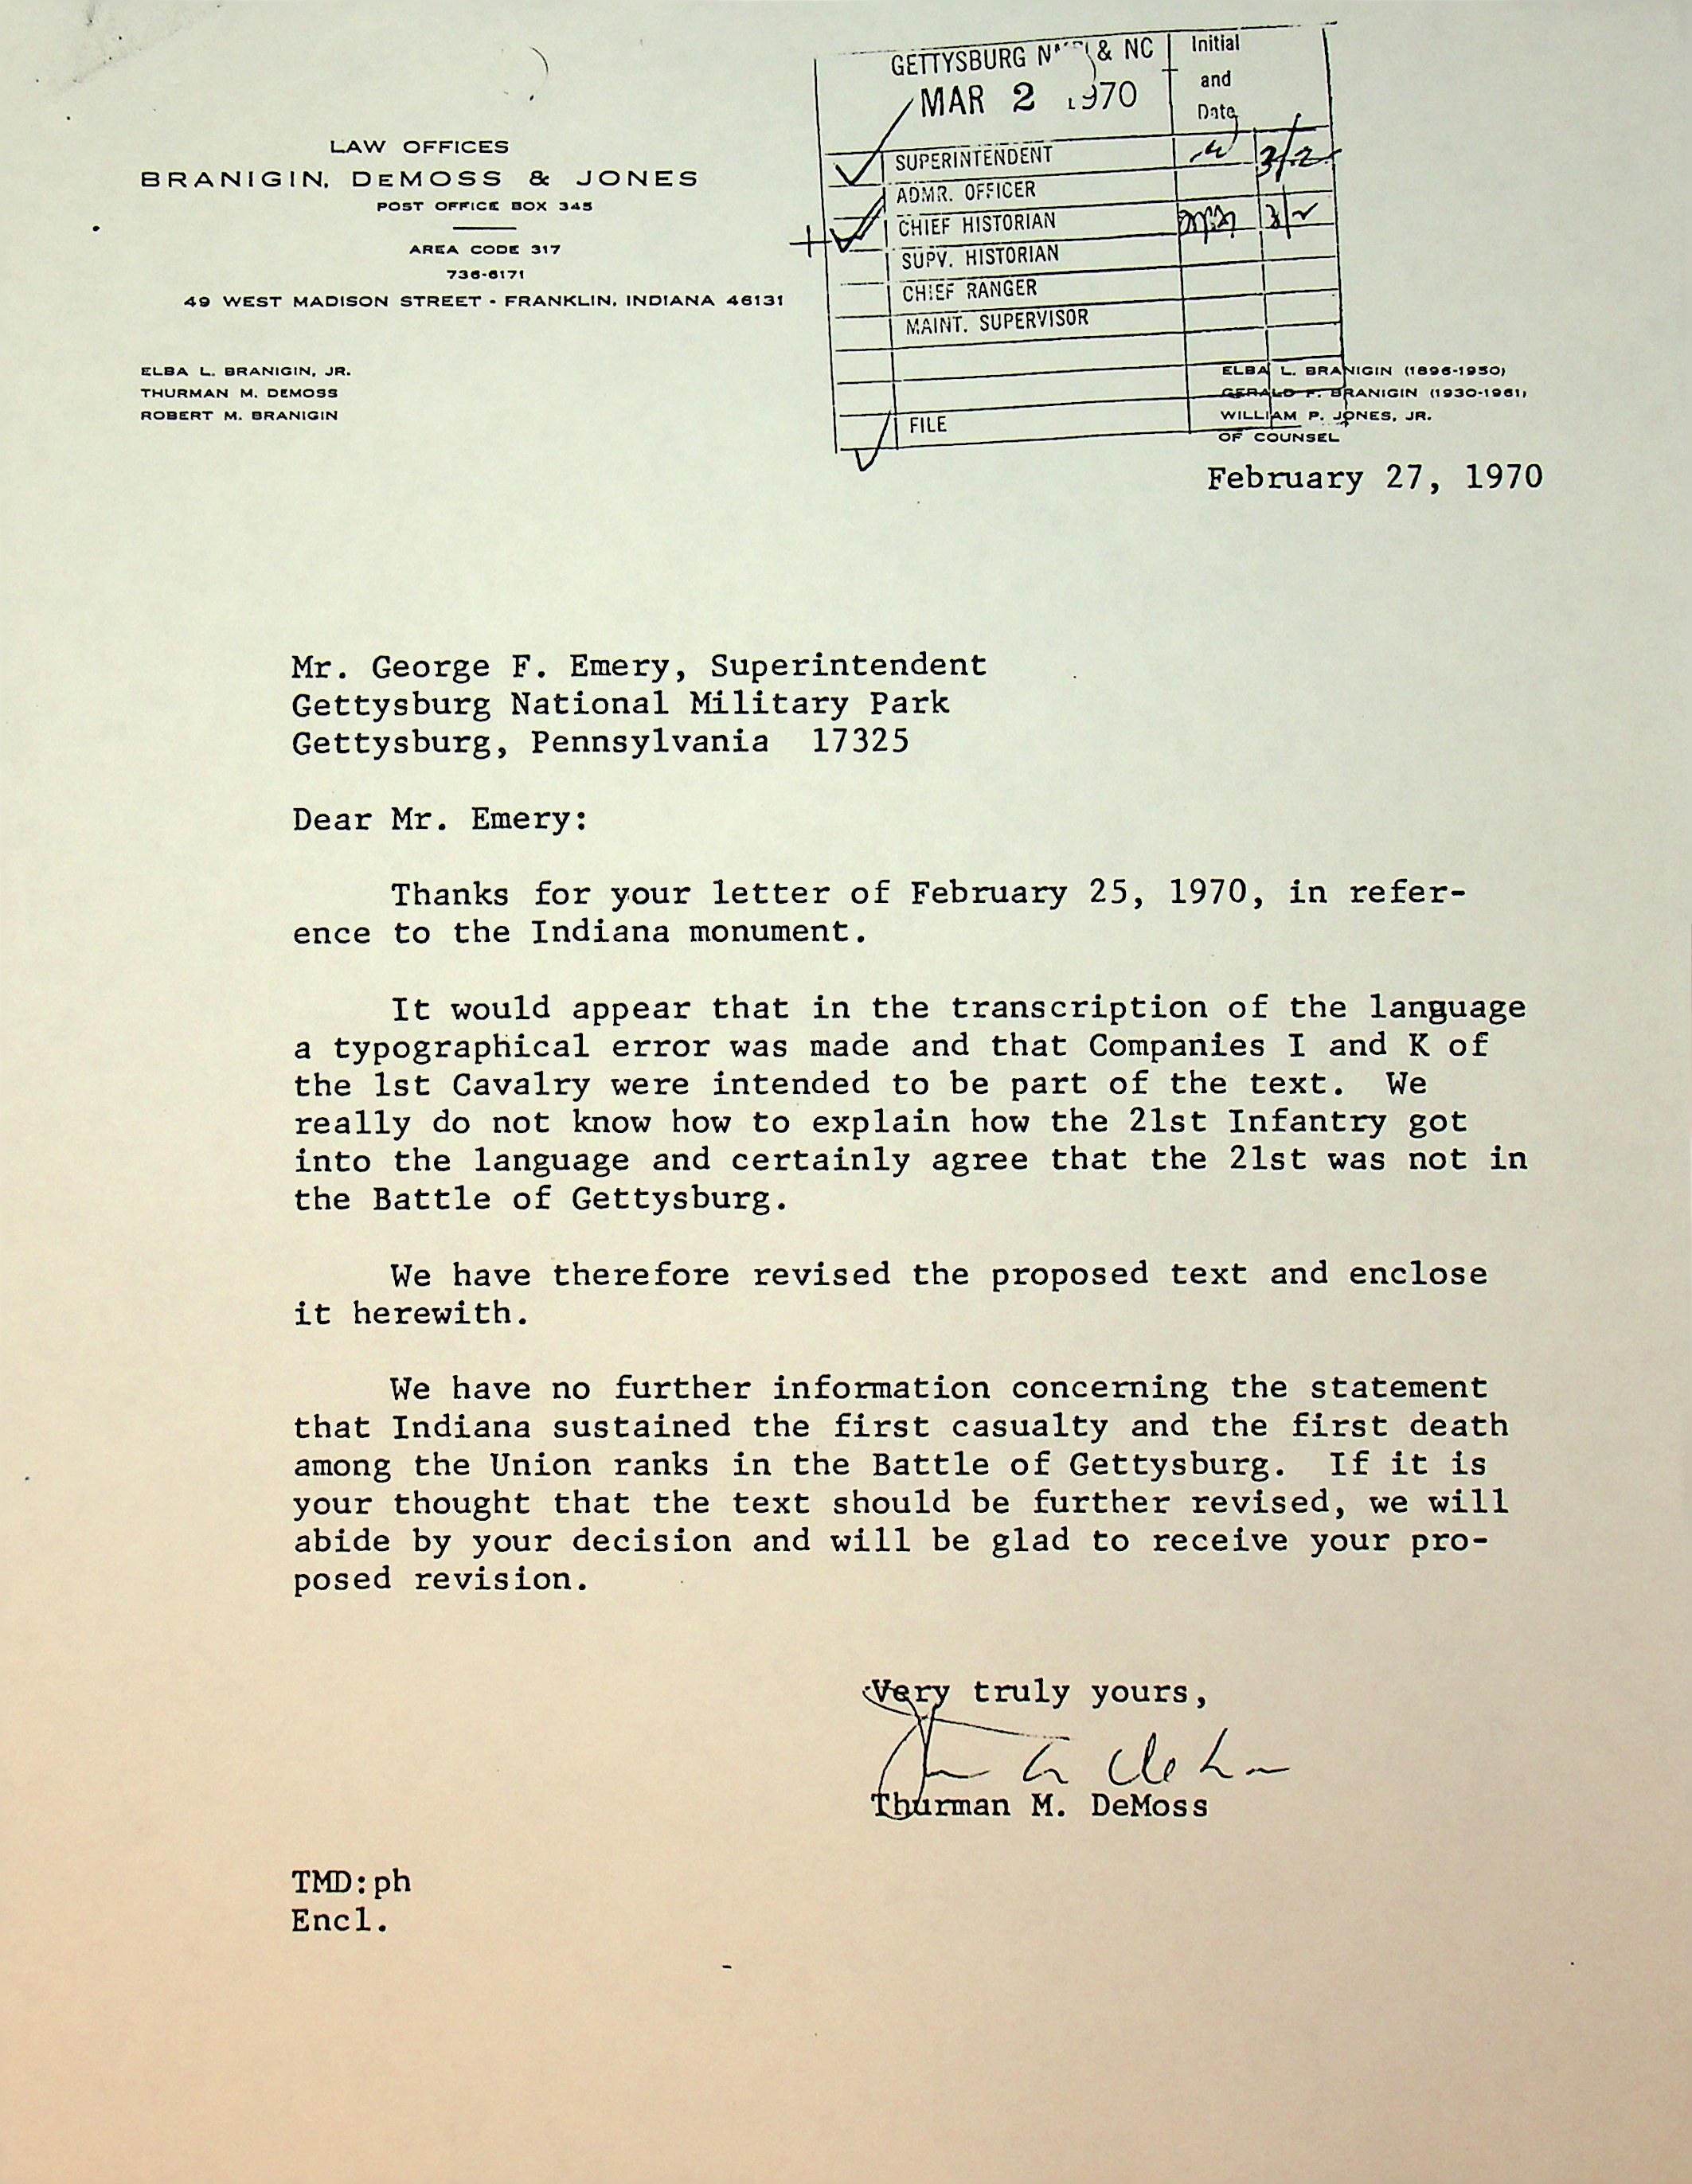 LAW OFFICES
BRANIGIN, DEMOSS & JONES
POST OFFICE BOX 345
AREA CODE 317
736-6171
49 WEST MADISON STREET - FRANKLIN, INDIANA 46131
ELBA L. BRANIGIN, JR.
THURMAN M. DEMOSS
ROBERT M. BRANIGIN
GETTYSBURG & NC
MAR 2 1970
Initial
and
Date
SUPERINTENDENT 3/2
ADMR. OFFICER
CHIEF HISTORIAN 3/2
SUPV. HISTORIAN
CHIEF RANGER
MAINT. SUPERVISOR
FILE
ELBA L. BRANIGIN (1896-1950)
GERALD F. BRANIGIN (1930-1961)
WILLIAM P. JONES, JR.
OF COUNSEL
February 27, 1970
Mr. George F. Emery, Superintendent
Gettysburg National Military Park
Gettysburg, Pennsylvania 17325
Dear Mr. Emery:
Thanks for your letter of February 25, 1970, in refer-
ence to the Indiana monument.
It would appear that in the transcription of the language
a typographical error was made and that Companies I and K of
the 1st Cavalry were intended to be part of the text. We
really do not know how to explain how the 21st Infantry got
into the language and certainly agree that the 21st was not in
the Battle of Gettysburg.
We have therefore revised the proposed text and enclose
it herewith.
We have no further information concerning the statement
that Indiana sustained the first casualty and the first death
among the Union ranks in the Battle of Gettysburg. If it is
your thought that the text should be further revised, we will
abide by your decision and will be glad to receive your pro-
posed revision.
Very truly yours,
Thurman M. DeMoss
TMD:ph
Encl.